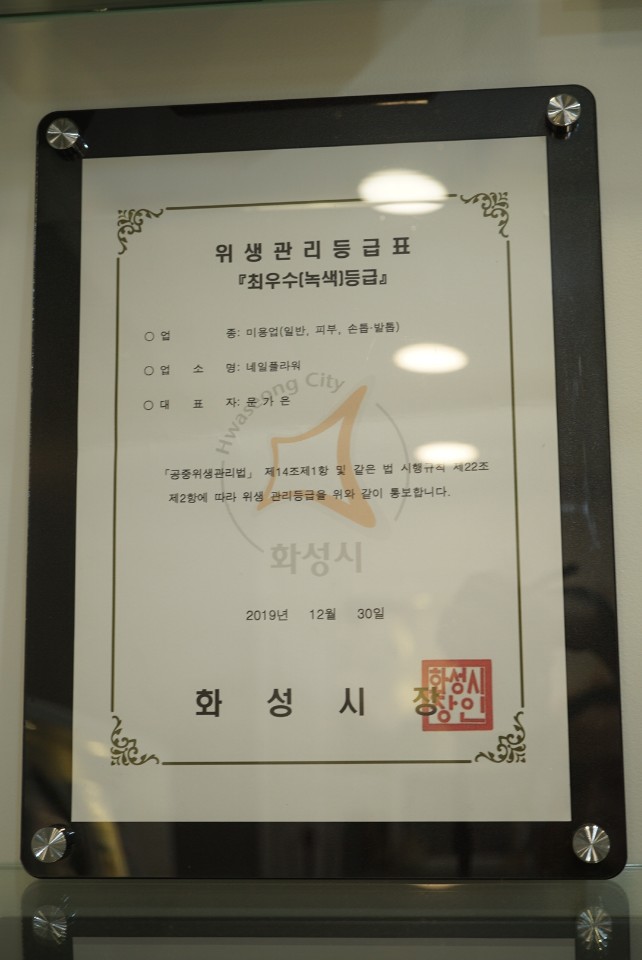 위생관리등급표
『최우수(녹색)등급』
○ 업 종: 미용업(일반, 피부, 손톱·발톱)
○ 업 소 명: 네일플라워
○ 대 표 자: 윤가은
Hwaseong City
「공중위생관리법」 제14조제1항 및 같은 법 시행규칙 제22조
제2항에 따라 위생 관리등급을 위와 같이 통보합니다.
화성시
2019년 12월 30일
화 성 시 장
화성시
장인